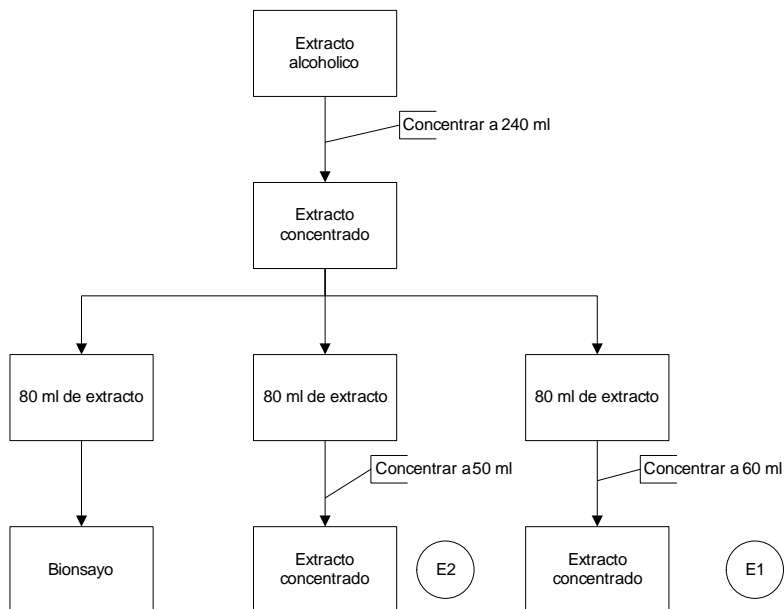 Extracto
alcoholico
Concentrar a 240 ml
Extracto
concentrado
80 ml de extracto
80 ml de extracto
80 ml de extracto
Concentrar a 50 ml
Concentrar a 60 ml
Bionsayo
Extracto
concentrado
E2
Extracto
concentrado
E1